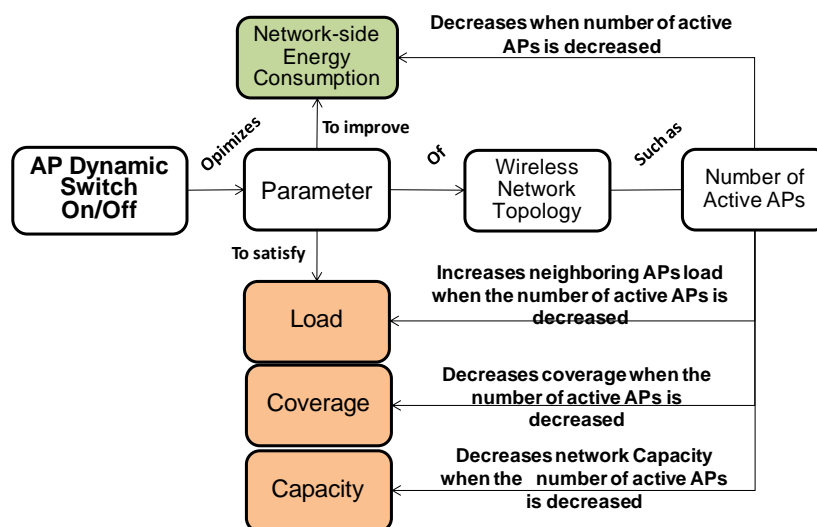 Network-side
Energy
Consumption
Decreases when number of active
APs is decreased
Opimizes
To improve
Of
Such as
AP Dynamic
Switch
On/Off
Parameter
Wireless
Network
Topology
Number of
Active APs
To satisfy
Load
Increases neighboring APs load
when the number of active APs is
decreased
Coverage
Decreases coverage when the
number of active APs is
decreased
Capacity
Decreases network Capacity
when the number of active APs
is decreased